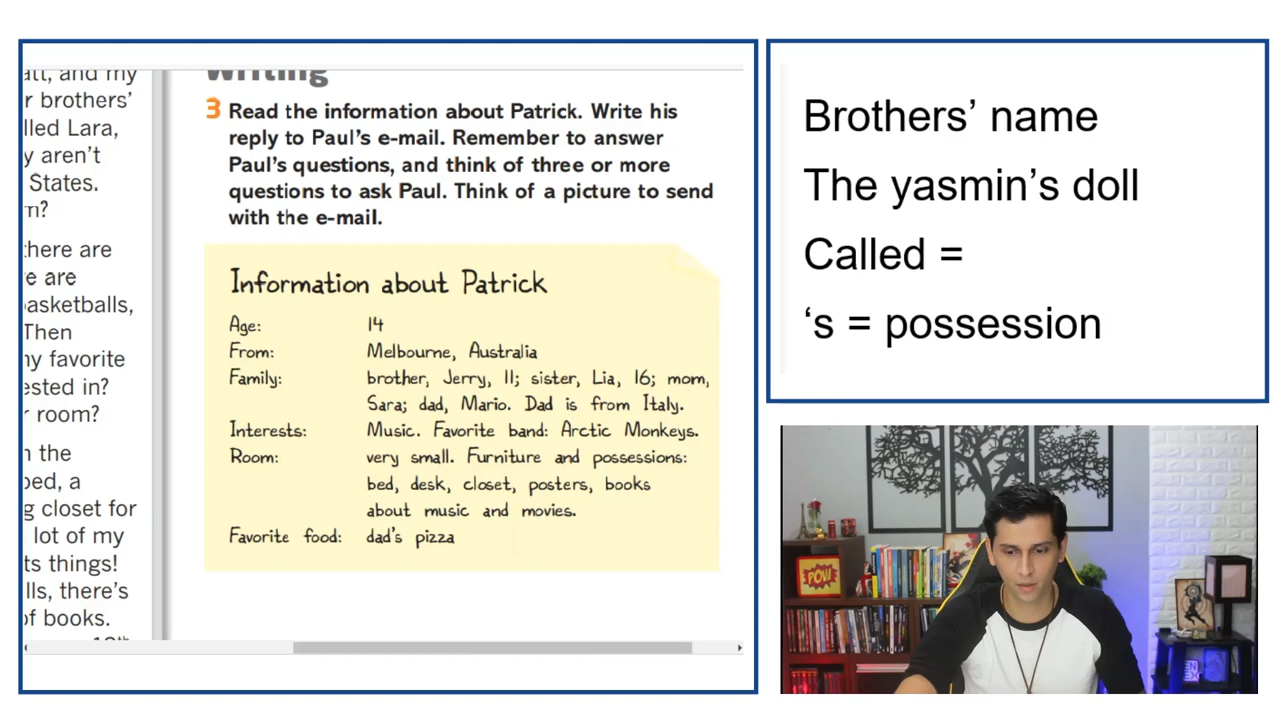 att, and my
r brothers'
lled Lara,
y aren't
States.
m?
there are
e are
basketballs,
Then
my favorite
ested in?
r room?
n the
bed, a
g closet for
lot of my
ts things!
lls, there's
of books.
Writing
3 Read the information about Patrick. Write his
reply to Paul's e-mail. Remember to answer
Paul's questions, and think of three or more
questions to ask Paul. Think of a picture to send
with the e-mail.
Information about Patrick
Age: 14
From: Melbourne, Australia
Family: brother, Jerry, 11; sister, Lia, 16; mom,
Sara; dad, Mario. Dad is from Italy.
Interests: Music. Favorite band: Arctic Monkeys.
Room: very small. Furniture and possessions:
bed, desk, closet, posters, books
about music and movies.
Favorite food: dad's pizza
Brothers’ name
The yasmin’s doll
Called =
‘s = possession
POW